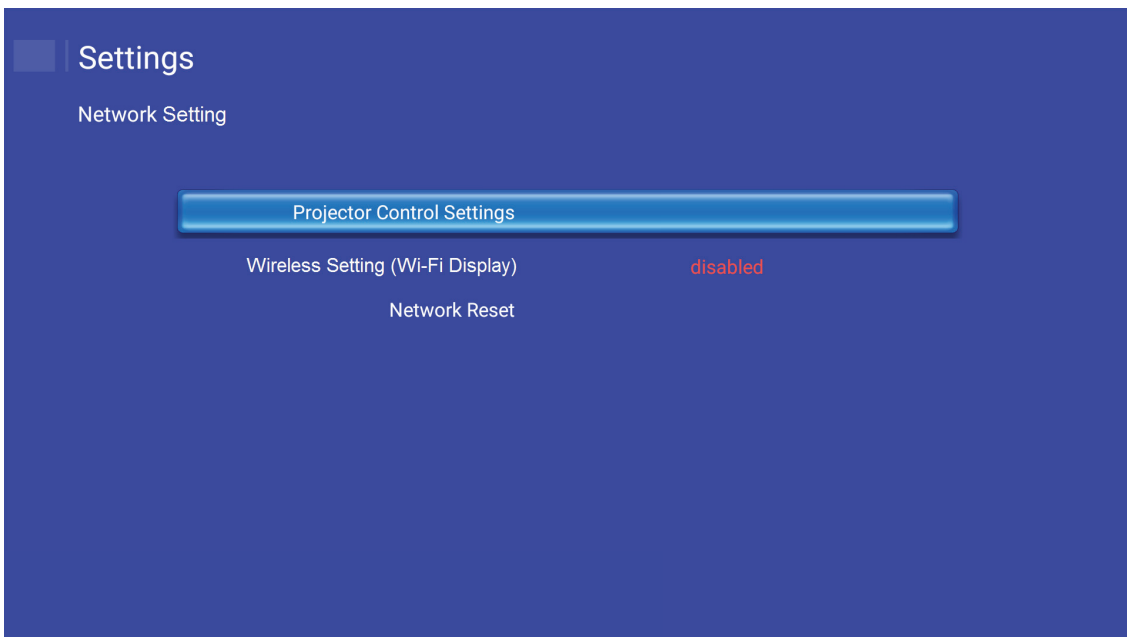 Settings
Network Setting
Projector Control Settings
Wireless Setting (Wi-Fi Display) disabled
Network Reset